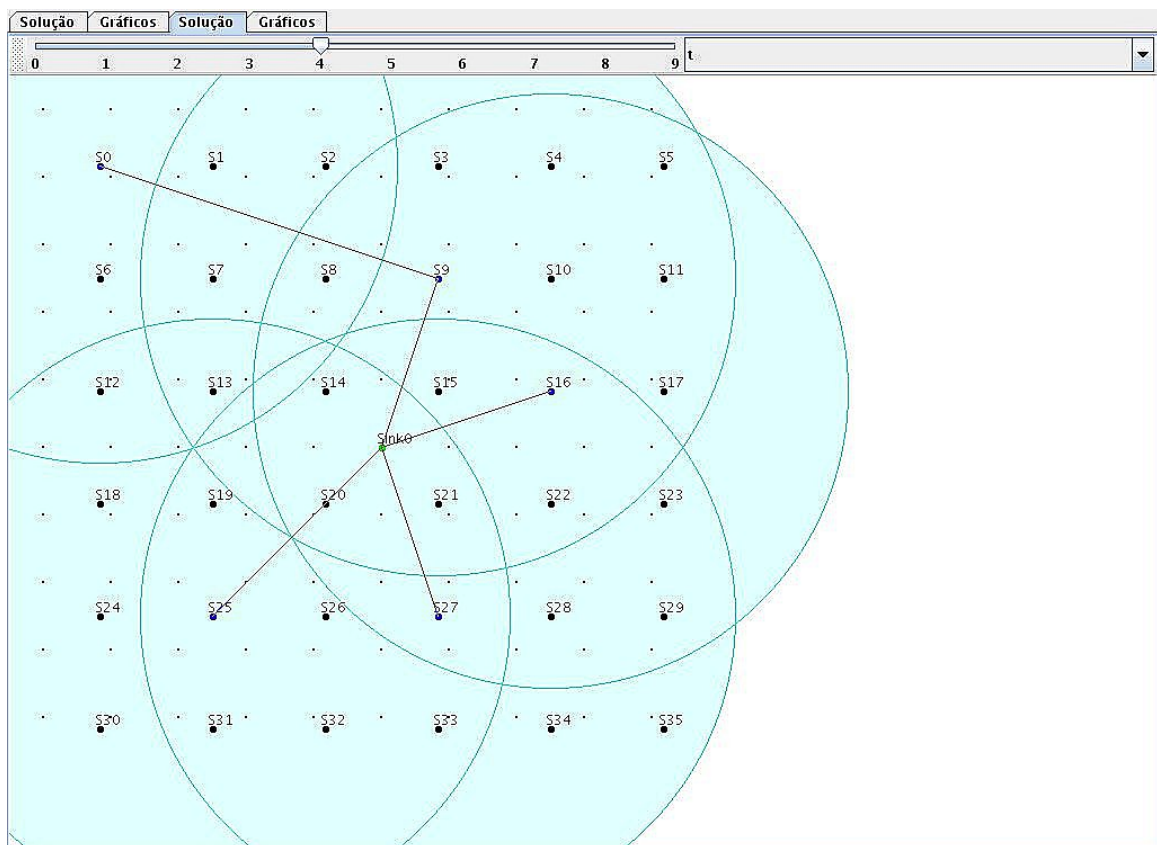 Solução Gráficos Solução Gráficos
0 1 2 3 4 5 6 7 8 9 t
S0 S1 S2 S3 S4 S5
S6 S7 S8 S9 S10 S11
S12 S13 S14 S15 S16 S17
Sink0
S18 S19 S20 S21 S22 S23
S24 S25 S26 S27 S28 S29
S30 S31 S32 S33 S34 S35